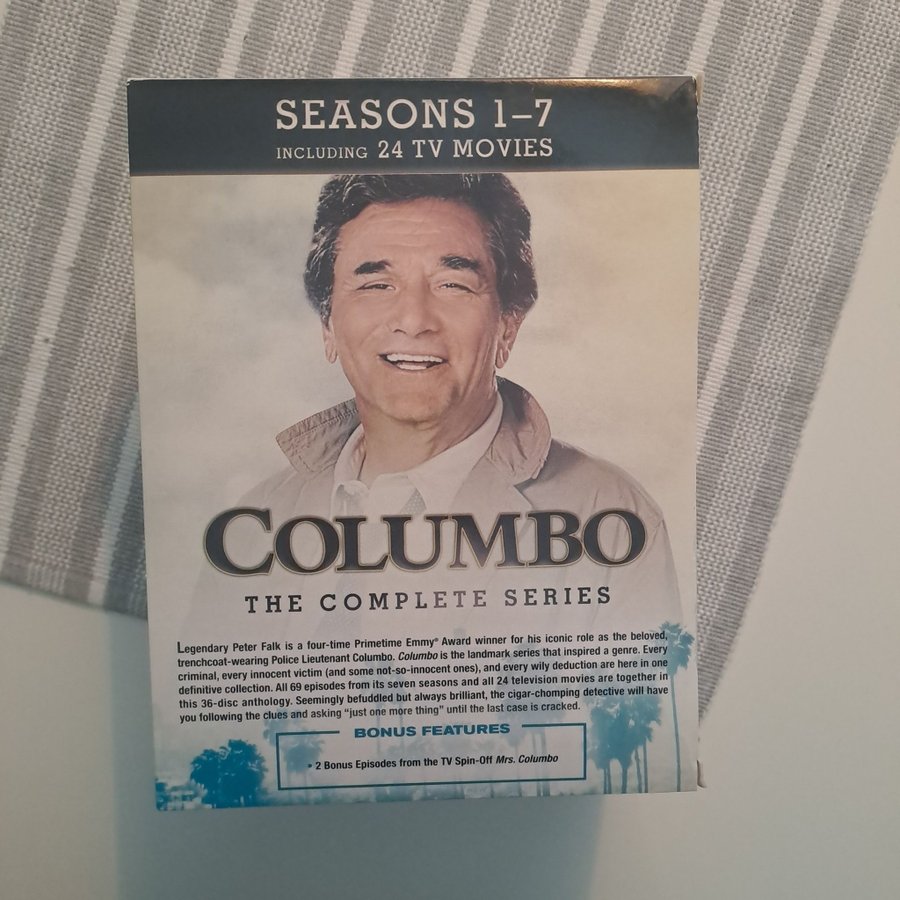 SEASONS 1–7
INCLUDING 24 TV MOVIES
COLUMBO
THE COMPLETE SERIES
Legendary Peter Falk is a four-time Primetime Emmy® Award winner for his iconic role as the beloved,
trenchcoat-wearing Police Lieutenant Columbo. Columbo is the landmark series that inspired a genre. Every
criminal, every innocent victim (and some not-so-innocent ones), and every wily deduction are here in one
definitive collection. All 69 episodes from its seven seasons and all 24 television movies are together in
this 36-disc anthology. Seemingly befuddled but always brilliant, the cigar-chomping detective will have
you following the clues and asking “just one more thing” until the last case is cracked.
BONUS FEATURES
• 2 Bonus Episodes from the TV Spin-Off Mrs. Columbo